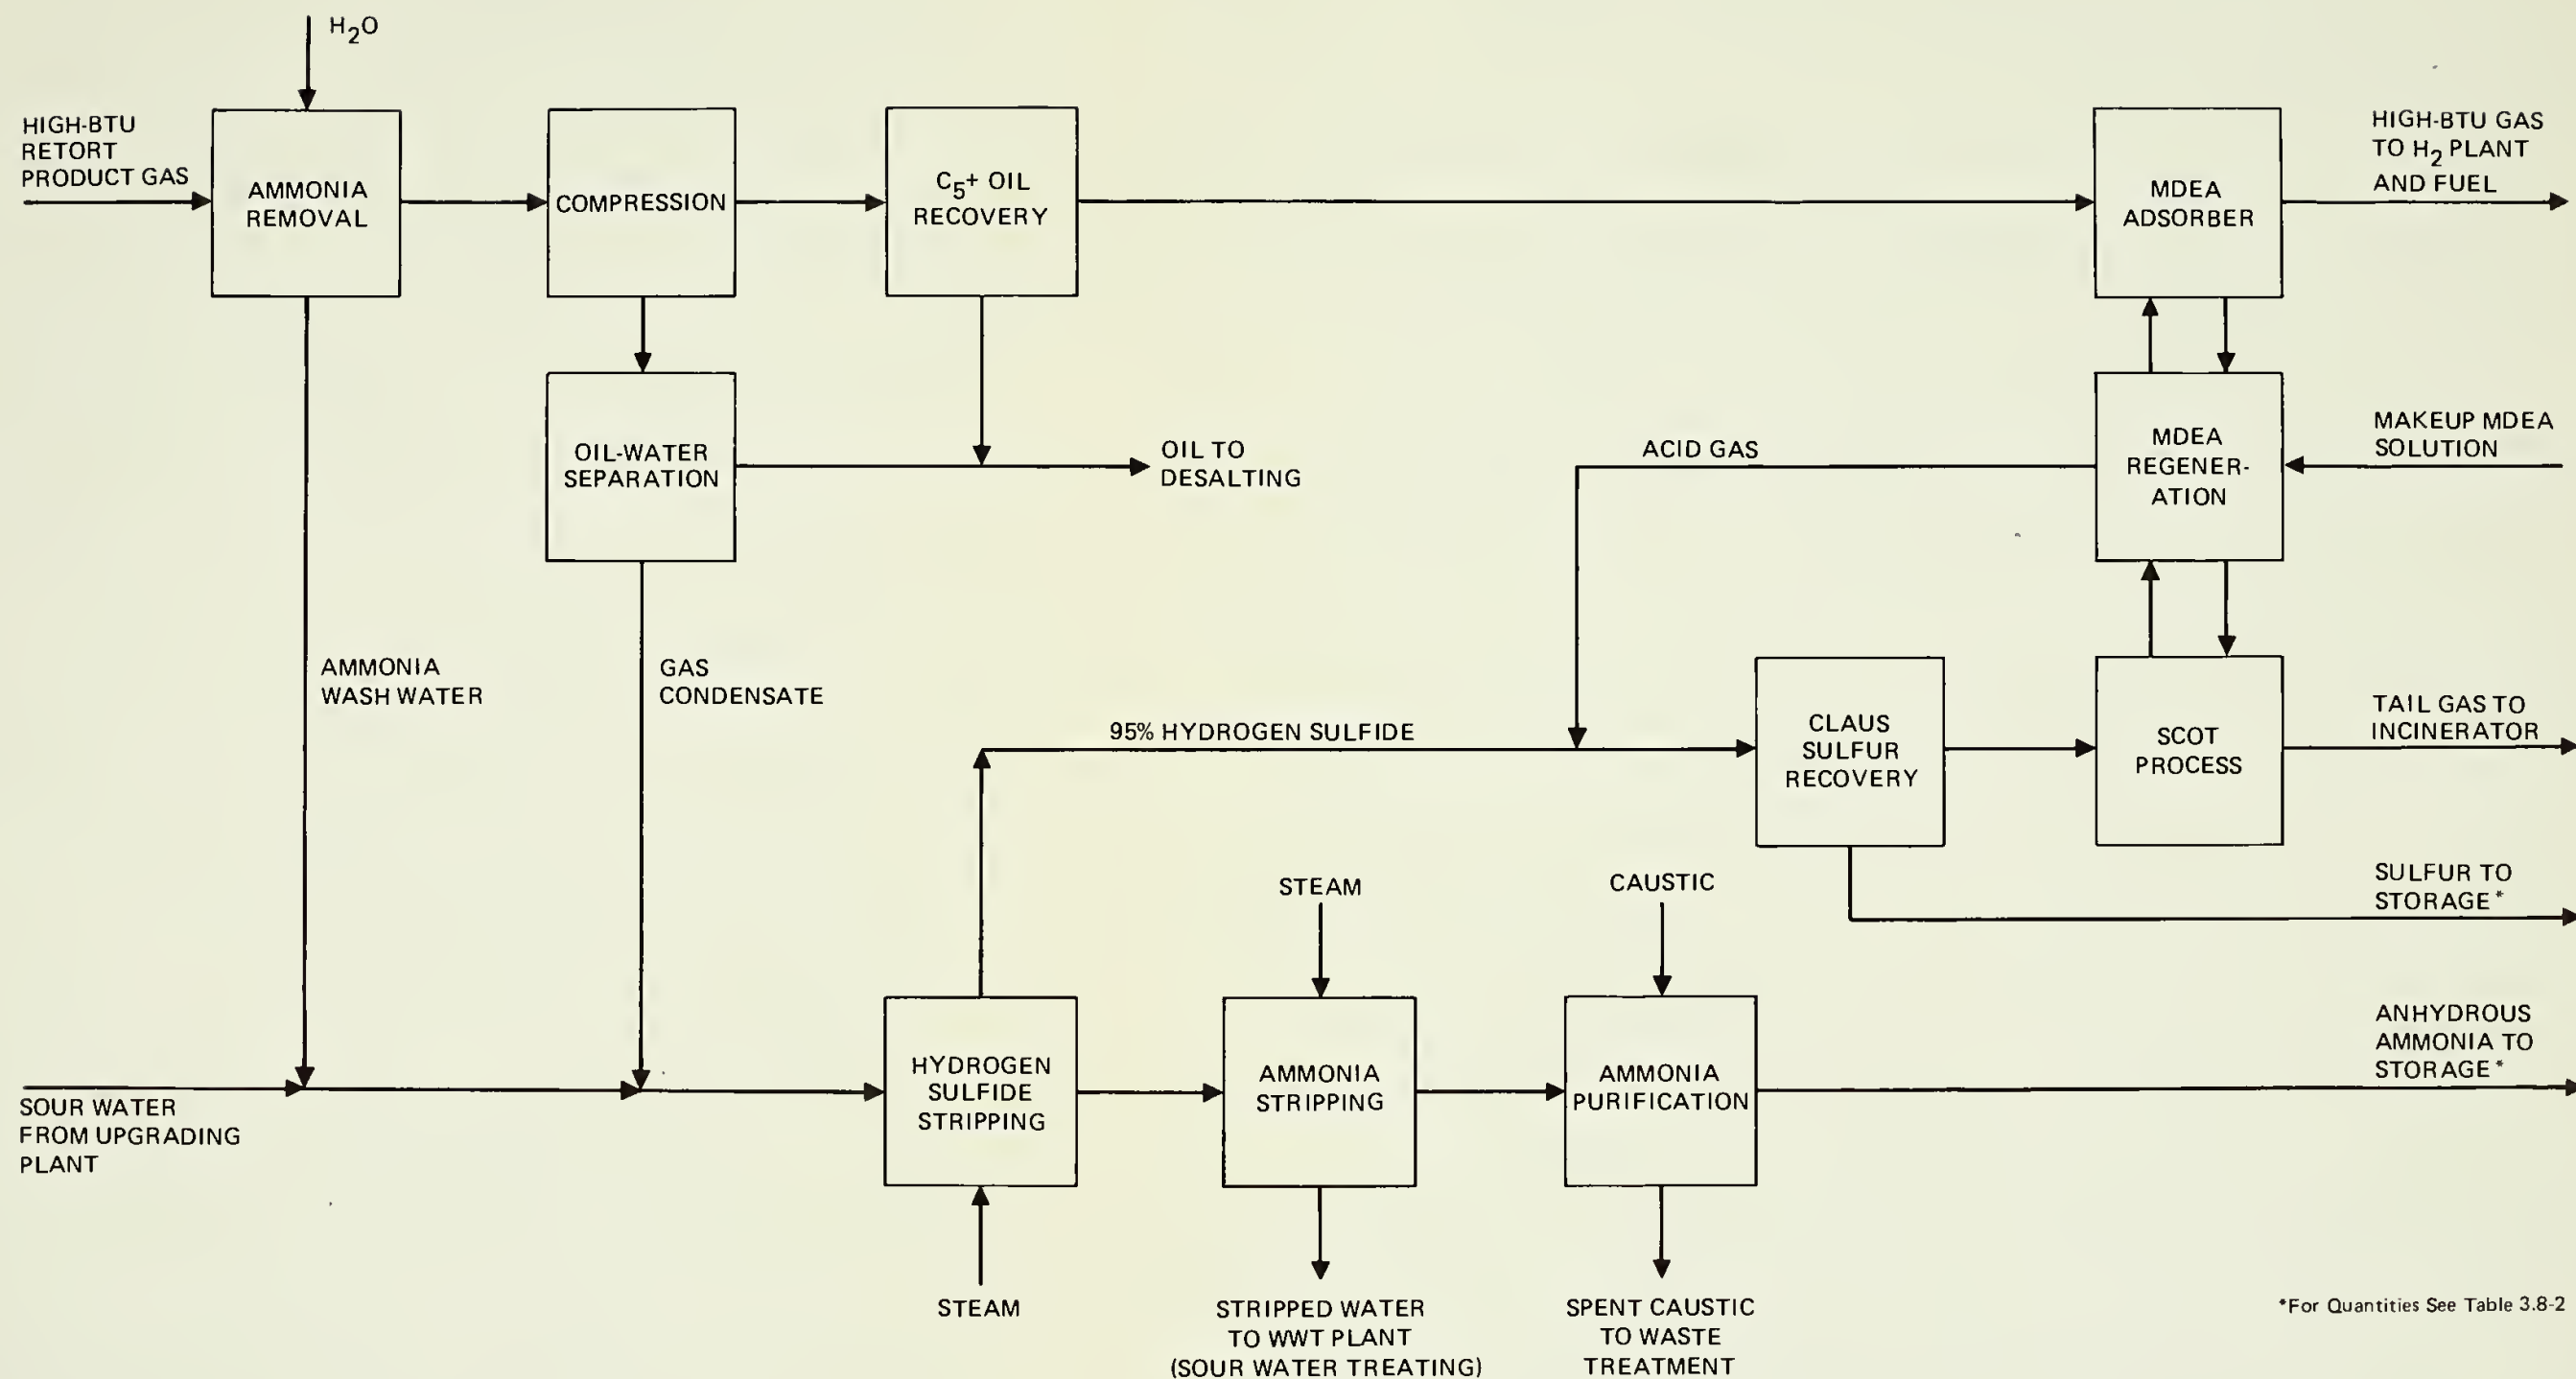 H2O
HIGH-BTU
RETORT
PRODUCT GAS
AMMONIA
REMOVAL
COMPRESSION
C5+ OIL
RECOVERY
MDEA
ADSORBER
HIGH-BTU GAS
TO H2 PLANT
AND FUEL
OIL-WATER
SEPARATION
OIL TO
DESALTING
ACID GAS
MDEA
REGENER-
ATION
MAKEUP MDEA
SOLUTION
AMMONIA
WASH WATER
GAS
CONDENSATE
95% HYDROGEN SULFIDE
CLAUS
SULFUR
RECOVERY
SCOT
PROCESS
TAIL GAS TO
INCINERATOR
STEAM
CAUSTIC
SULFUR TO
STORAGE*
SOUR WATER
FROM UPGRADING
PLANT
HYDROGEN
SULFIDE
STRIPPING
AMMONIA
STRIPPING
AMMONIA
PURIFICATION
ANHYDROUS
AMMONIA TO
STORAGE*
STEAM
STRIPPED WATER
TO WWT PLANT
(SOUR WATER TREATING)
SPENT CAUSTIC
TO WASTE
TREATMENT
*For Quantities See Table 3.8-2